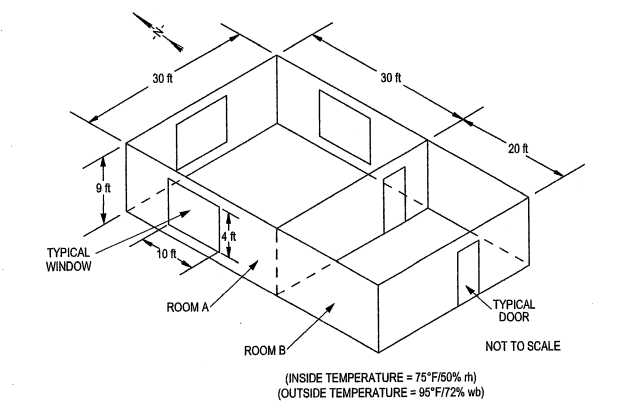 -N-
30 ft
30 ft
20 ft
9 ft
4 ft
10 ft
TYPICAL
WINDOW
ROOM A
ROOM B
TYPICAL
DOOR
NOT TO SCALE
(INSIDE TEMPERATURE = 75°F/50% rh)
(OUTSIDE TEMPERATURE = 95°F/72% wb)